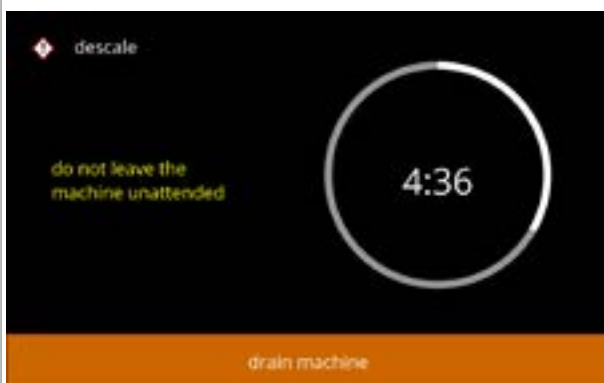 descale
do not leave the
machine unattended
4:36
drain machine